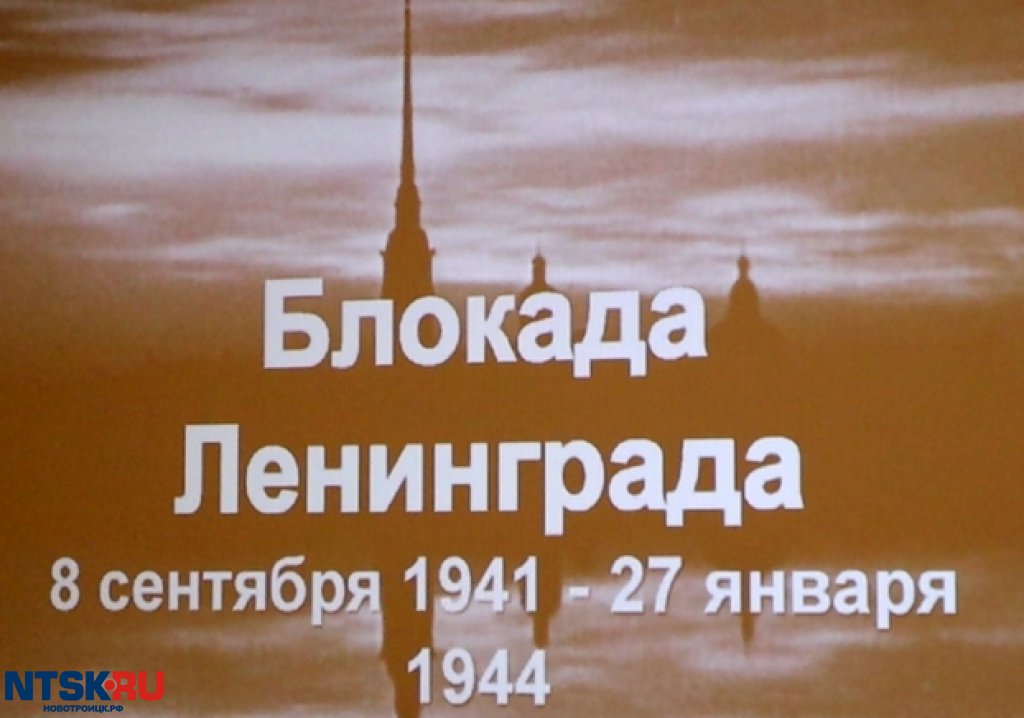 Блокада
Ленинграда
8 сентября 1941 - 27 января
1944
NTSK.RU
НОВОТРОИЦК.РФ